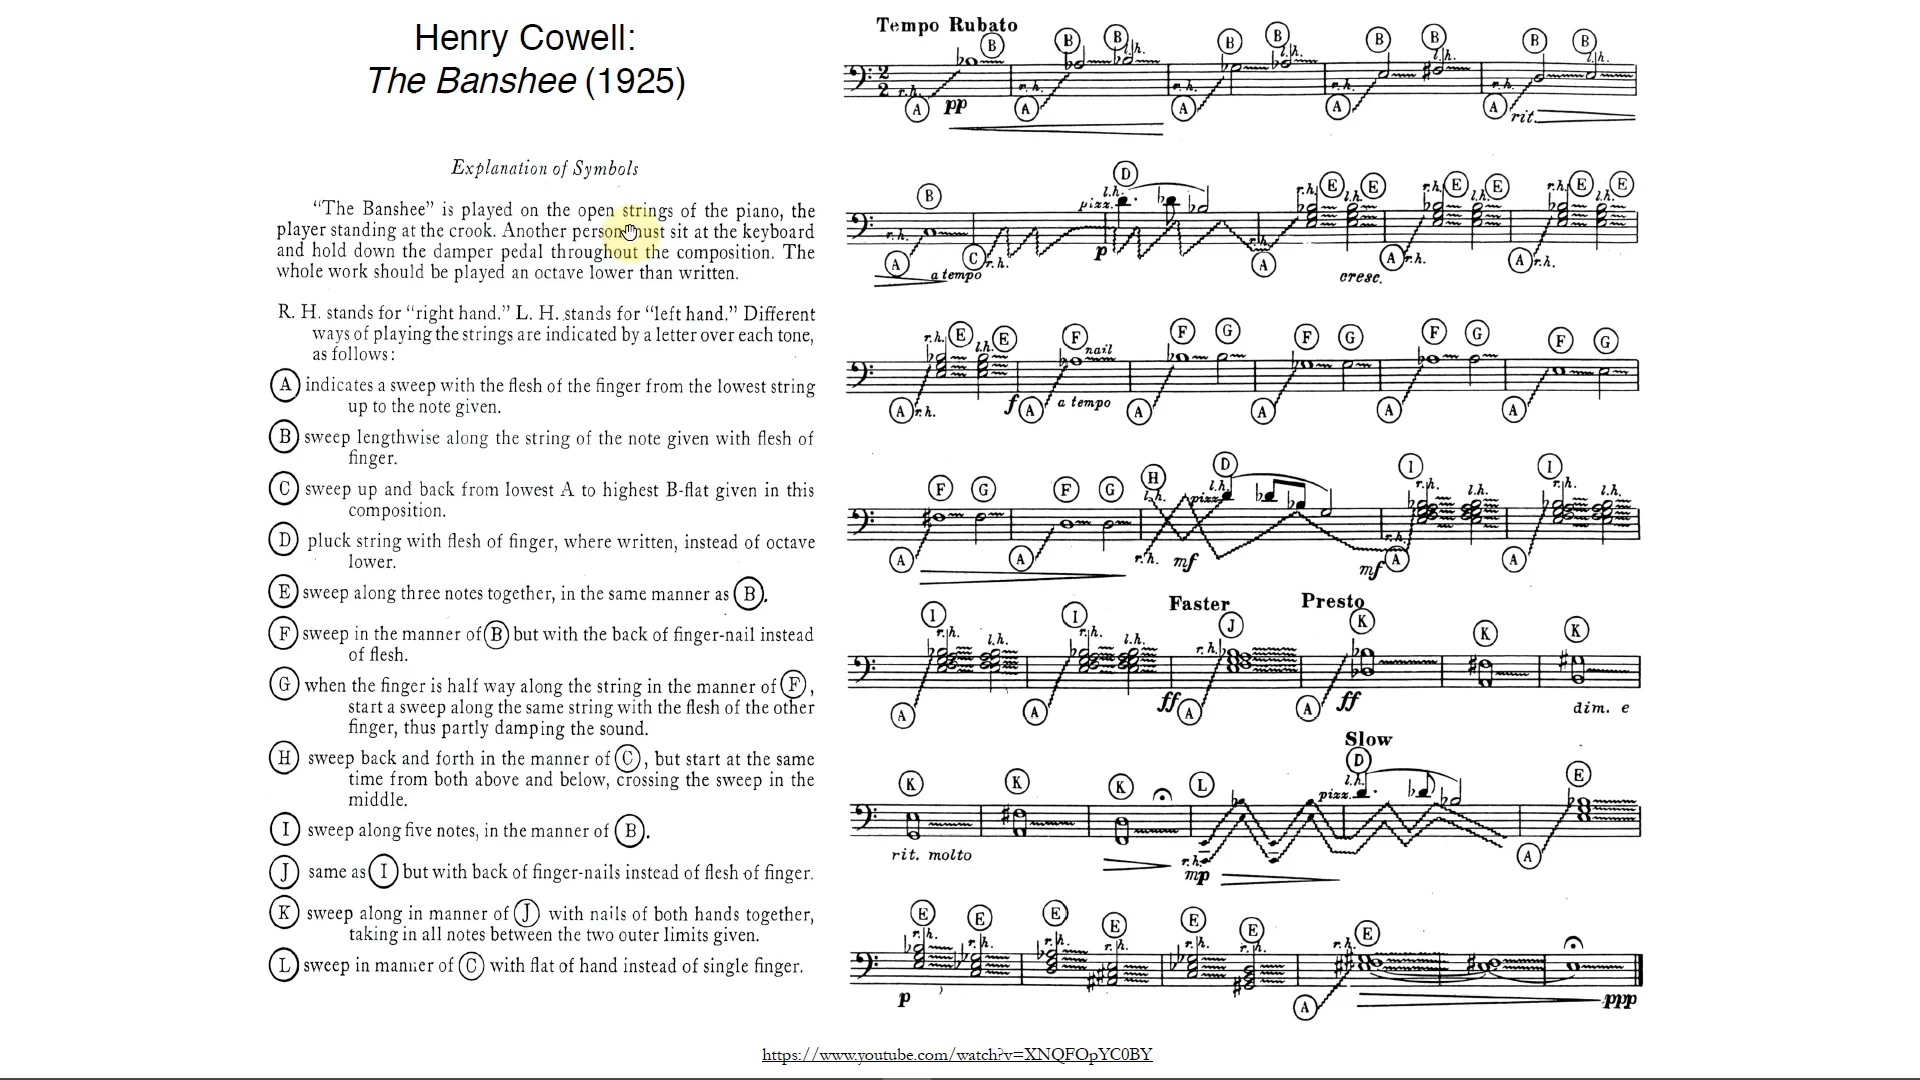 Henry Cowell:
The Banshee (1925)
Explanation of Symbols
"The Banshee" is played on the open strings of the piano, the
player standing at the crook. Another person must sit at the keyboard
and hold down the damper pedal throughout the composition. The
whole work should be played an octave lower than written.
R. H. stands for "right hand." L. H. stands for "left hand." Different
ways of playing the strings are indicated by a letter over each tone,
as follows:
A indicates a sweep with the flesh of the finger from the lowest string
up to the note given.
B sweep lengthwise along the string of the note given with flesh of
finger.
C sweep up and back from lowest A to highest B-flat given in this
composition.
D pluck string with flesh of finger, where written, instead of octave
lower.
E sweep along three notes together, in the same manner as B.
F sweep in the manner of B but with the back of finger-nail instead
of flesh.
G when the finger is half way along the string in the manner of F,
start a sweep along the same string with the flesh of the other
finger, thus partly damping the sound.
H sweep back and forth in the manner of C, but start at the same
time from both above and below, crossing the sweep in the
middle.
I sweep along five notes, in the manner of B.
J same as I but with back of finger-nails instead of flesh of finger.
K sweep along in manner of J with nails of both hands together,
taking in all notes between the two outer limits given.
L sweep in manner of C with flat of hand instead of single finger.
Tempo Rubato
B B B B B B B B B
l.h. l.h. l.h. l.h.
r.h. r.h. r.h. r.h. r.h.
A pp A A A A rit.
B D E E E E E E
l.h. r.h. l.h. r.h. l.h. r.h. l.h.
pizz.
r.h.
A C r.h. p A A r.h. A r.h.
a tempo cresc.
E E F F G F G F G F G
r.h. l.h. nail
A r.h. f A a tempo A A A A
F G F G H D I I
l.h. l.h. r.h. l.h. r.h. l.h.
pizz.
r.h.
A A r.h. mf mf A A
Faster Presto
I I J K K K
r.h. l.h. r.h. l.h. r.h.
A A ff A A ff dim. e
Slow
K K K L D E
l.h.
pizz.
rit. molto r.h. mp A
E E E E E E E
r.h. r.h. r.h. r.h. r.h. r.h. r.h.
p A ppp
https://www.youtube.com/watch?v=XNQFOpYC0BY